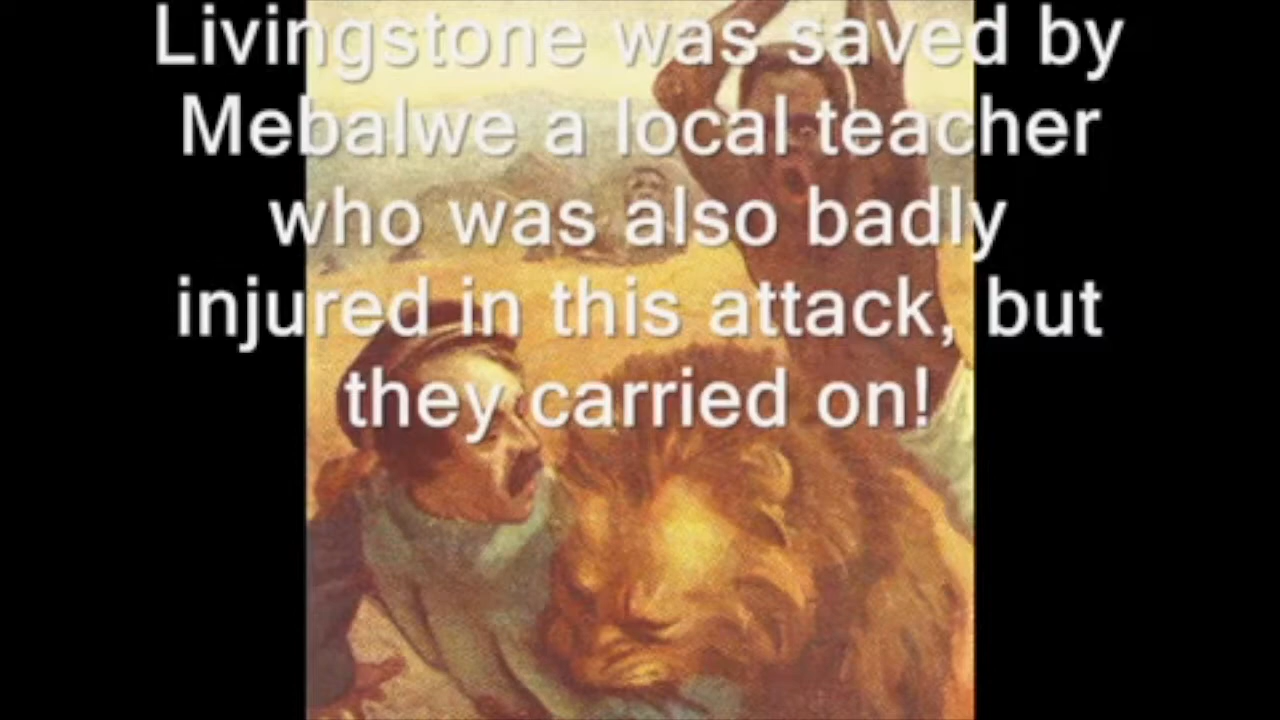 Livingstone was saved by
Mebalwe a local teacher
who was also badly
injured in this attack, but
they carried on!